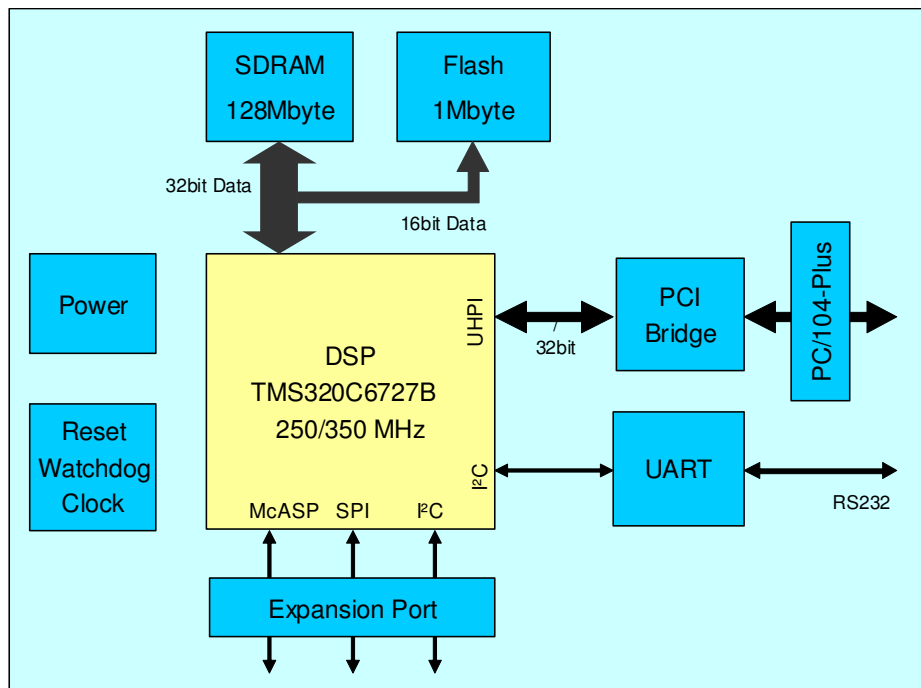 SDRAM
128Mbyte
Flash
1Mbyte
32bit Data
16bit Data
Power
Reset
Watchdog
Clock
DSP
TMS320C6727B
250/350 MHz
UHPI
32bit
PCI
Bridge
PC/104-Plus
I²C
UART
RS232
McASP
SPI
I²C
Expansion Port